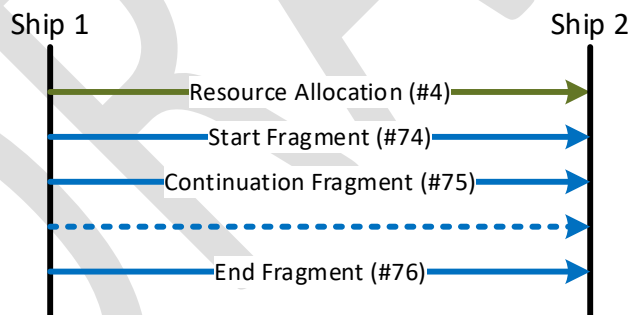 Ship 1
Ship 2
Resource Allocation (#4)
Start Fragment (#74)
Continuation Fragment (#75)
End Fragment (#76)